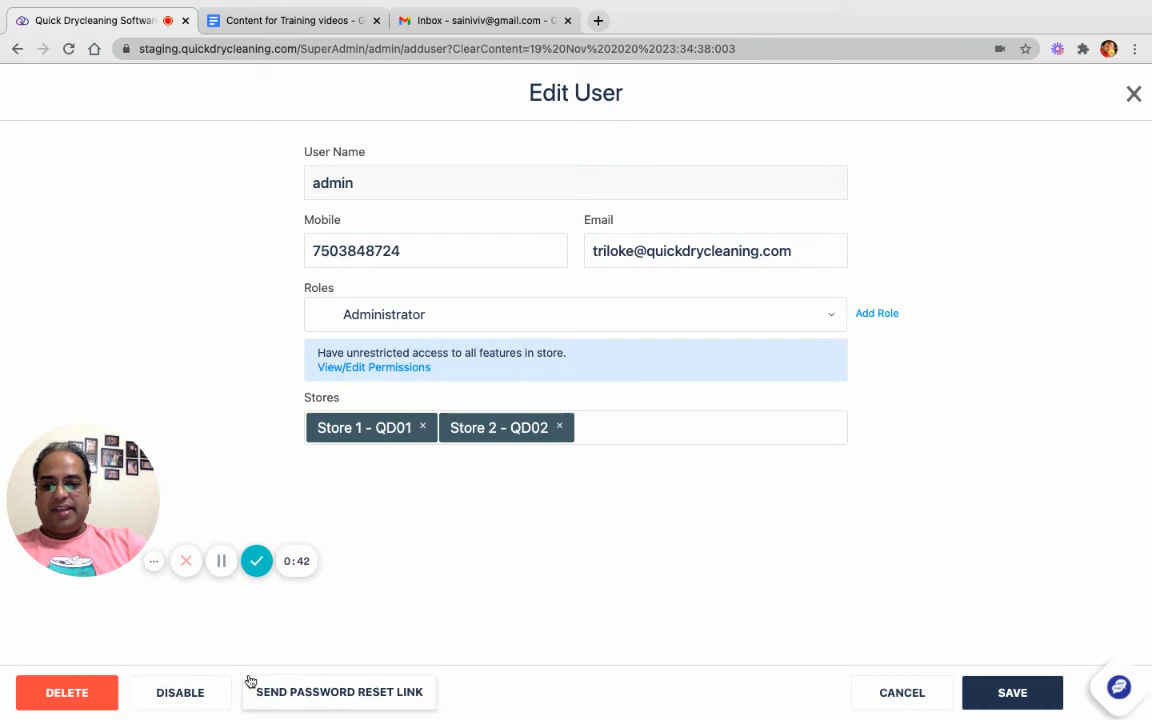 Quick Drycleaning Softwar
Content for Training videos - G
Inbox - sainiviv@gmail.com - G
staging.quickdrycleaning.com/SuperAdmin/admin/adduser?ClearContent=19%20Nov%202020%2023:34:38:003
Edit User
User Name
admin
Mobile
Email
7503848724
triloke@quickdrycleaning.com
Roles
Administrator
Add Role
Have unrestricted access to all features in store.
View/Edit Permissions
Stores
Store 1 - QD01 ×
Store 2 - QD02 ×
0:42
DELETE
DISABLE
SEND PASSWORD RESET LINK
CANCEL
SAVE